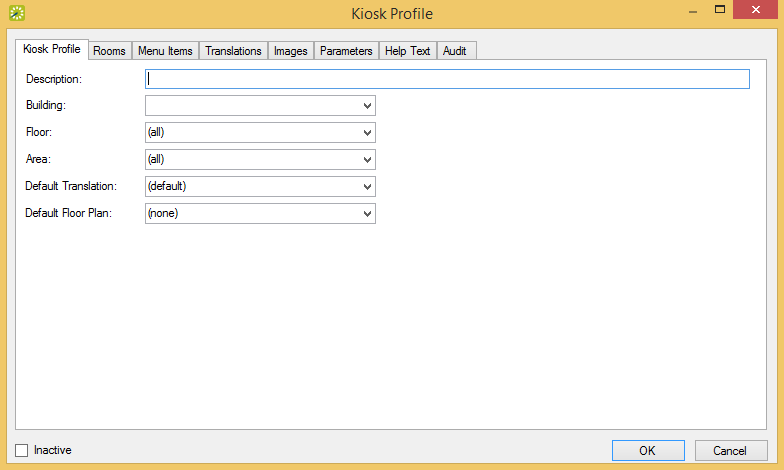 Kiosk Profile
Kiosk Profile Rooms Menu Items Translations Images Parameters Help Text Audit
Description:
Building:
Floor: (all)
Area: (all)
Default Translation: (default)
Default Floor Plan: (none)
Inactive OK Cancel